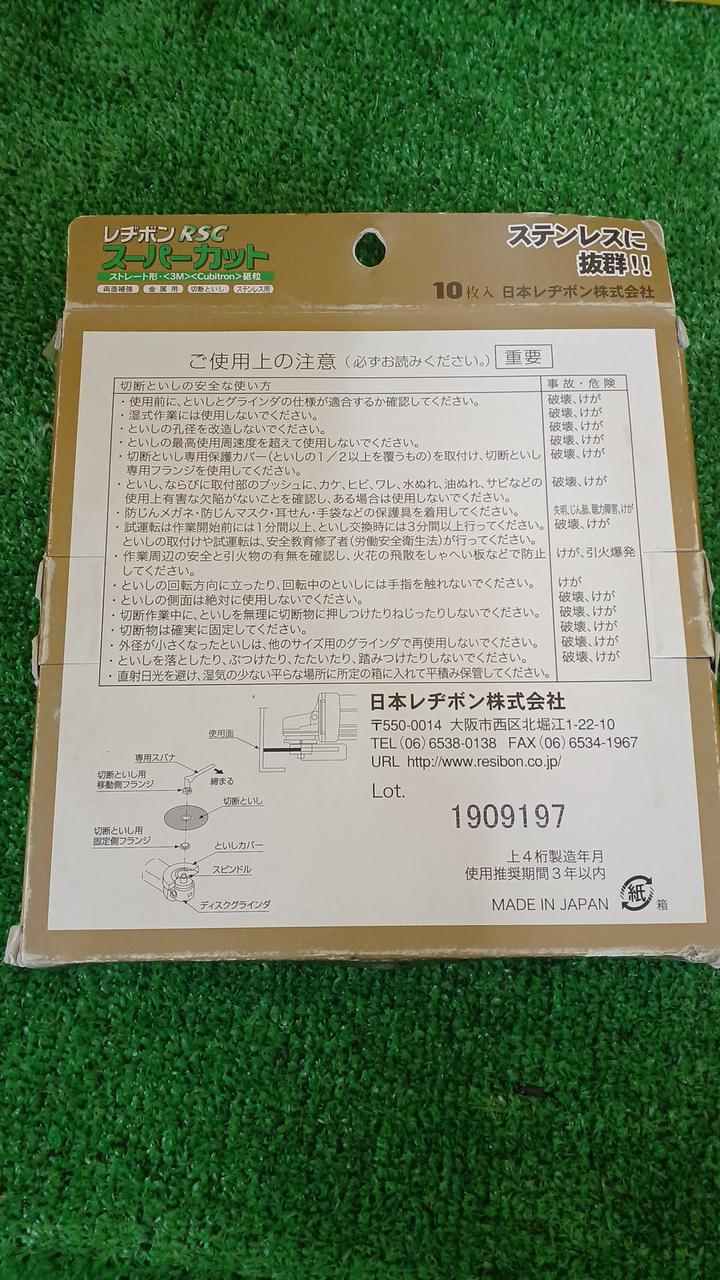 レヂボン RSC
スーパーカット
ストレート形・<3M><Cubitron>砥粒
両面補強 金属用 切断といし ステンレス用
ステンレスに
抜群!!
10枚入 日本レヂボン株式会社
ご使用上の注意(必ずお読みください。) 重要
切断といしの安全な使い方 事故・危険
・使用前に、といしとグラインダの仕様が適合するか確認してください。 破壊、けが
・湿式作業には使用しないでください。 破壊、けが
・といしの孔径を改造しないでください。 破壊、けが
・といしの最高使用周速度を超えて使用しないでください。 破壊、けが
・切断といし専用保護カバー(といしの1/2以上を覆うもの)を取付け、切断といし 破壊、けが
専用フランジを使用してください。
・といし、ならびに取付部のブッシュに、カケ、ヒビ、ワレ、水ぬれ、油ぬれ、サビなどの 破壊、けが
使用上有害な欠陥がないことを確認し、ある場合は使用しないでください。
・防じんメガネ・防じんマスク・耳せん・手袋などの保護具を着用してください。 失明、じん肺、聴力障害、けが
・試運転は作業開始前には1分間以上、といし交換時には3分間以上行ってください。 破壊、けが
といしの取付けや試運転は、安全教育修了者(労働安全衛生法)が行ってください。
・作業周辺の安全と引火物の有無を確認し、火花の飛散をしゃへい板などで防止 けが、引火爆発
してください。
・といしの回転方向に立ったり、回転中のといしには手指を触れないでください。 けが
・といしの側面は絶対に使用しないでください。 破壊、けが
・切断作業中に、といしを無理に切断物に押しつけたりねじったりしないでください。 破壊、けが
・切断物は確実に固定してください。 破壊、けが
・外径が小さくなったといしは、他のサイズ用のグラインダで再使用しないでください。 破壊、けが
・といしを落としたり、ぶつけたり、たたいたり、踏みつけたりしないでください。 破壊、けが
・直射日光を避け、湿気の少ない平らな場所に所定の箱に入れて平積み保管してください。
使用面
専用スパナ
締まる
切断といし用
移動側フランジ
切断といし
切断といし用
固定側フランジ
といしカバー
スピンドル
ディスクグラインダ
日本レヂボン株式会社
〒550-0014 大阪市西区北堀江1-22-10
TEL(06)6538-0138 FAX(06)6534-1967
URL http://www.resibon.co.jp/
Lot.
1909197
上4桁製造年月
使用推奨期間3年以内
MADE IN JAPAN 紙 箱